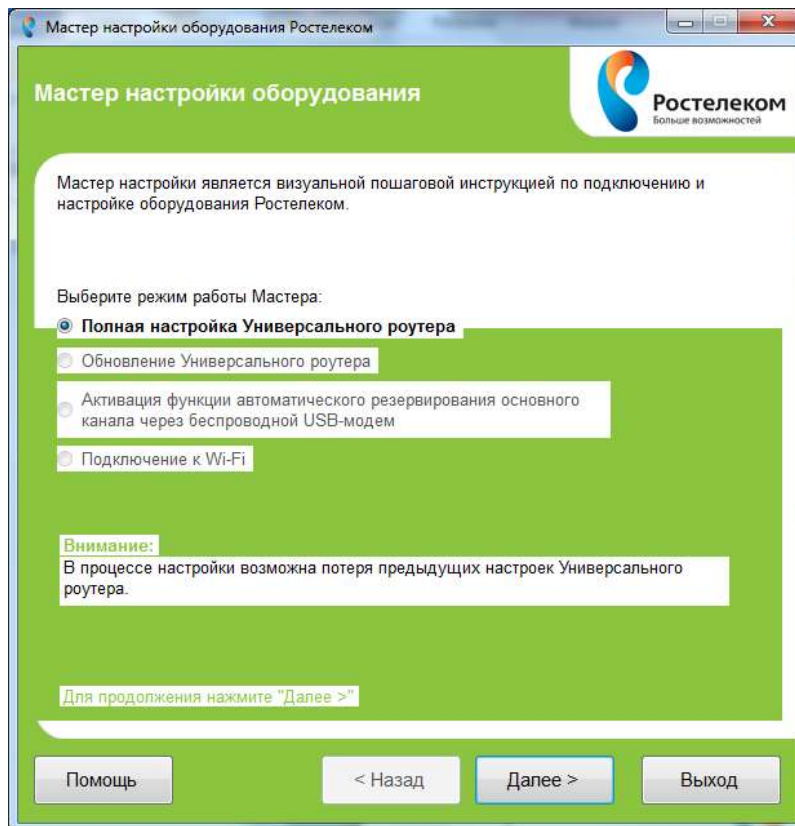 Мастер настройки оборудования Ростелеком
Мастер настройки оборудования
Ростелеком
Больше возможностей
Мастер настройки является визуальной пошаговой инструкцией по подключению и
настройке оборудования Ростелеком.
Выберите режим работы Мастера:
Полная настройка Универсального роутера
Обновление Универсального роутера
Активация функции автоматического резервирования основного
канала через беспроводной USB-модем
Подключение к Wi-Fi
Внимание:
В процессе настройки возможна потеря предыдущих настроек Универсального
роутера.
Для продолжения нажмите "Далее >"
Помощь
< Назад
Далее >
Выход